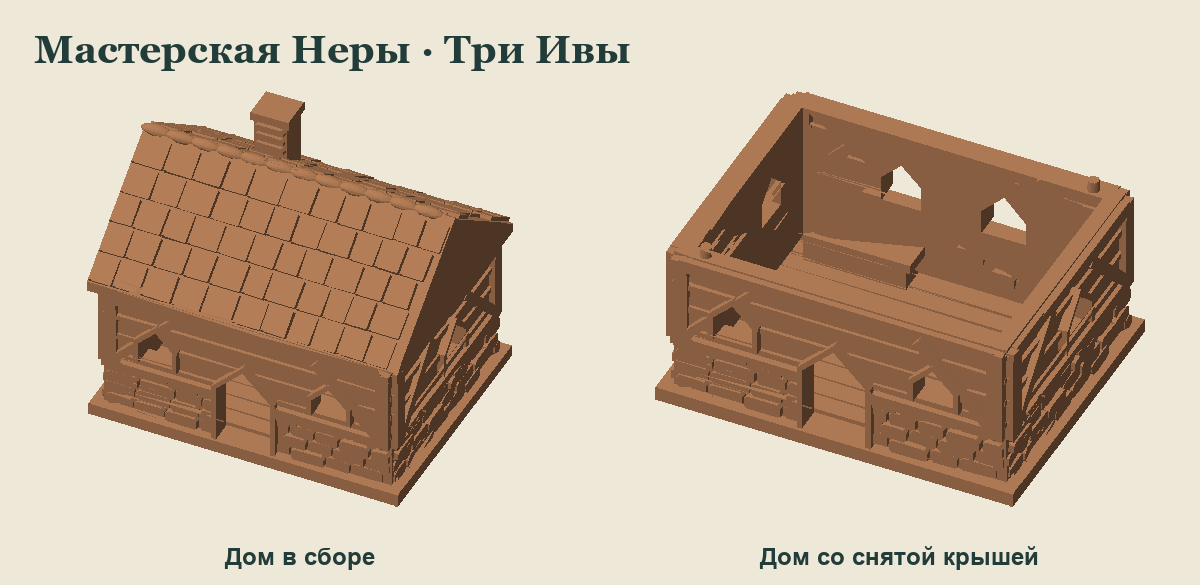 Мастерская Неры · Три Ивы
Дом в сборе
Дом со снятой крышей